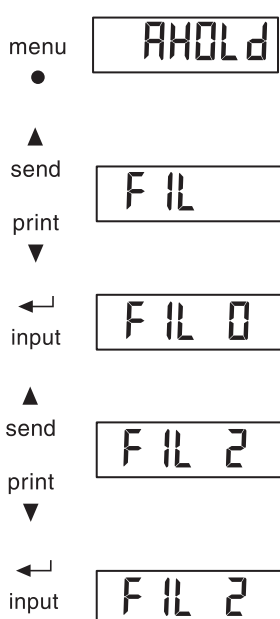 menu
AHOLd
send
FIL
print
input
FIL 0
send
FIL 2
print
input
FIL 2